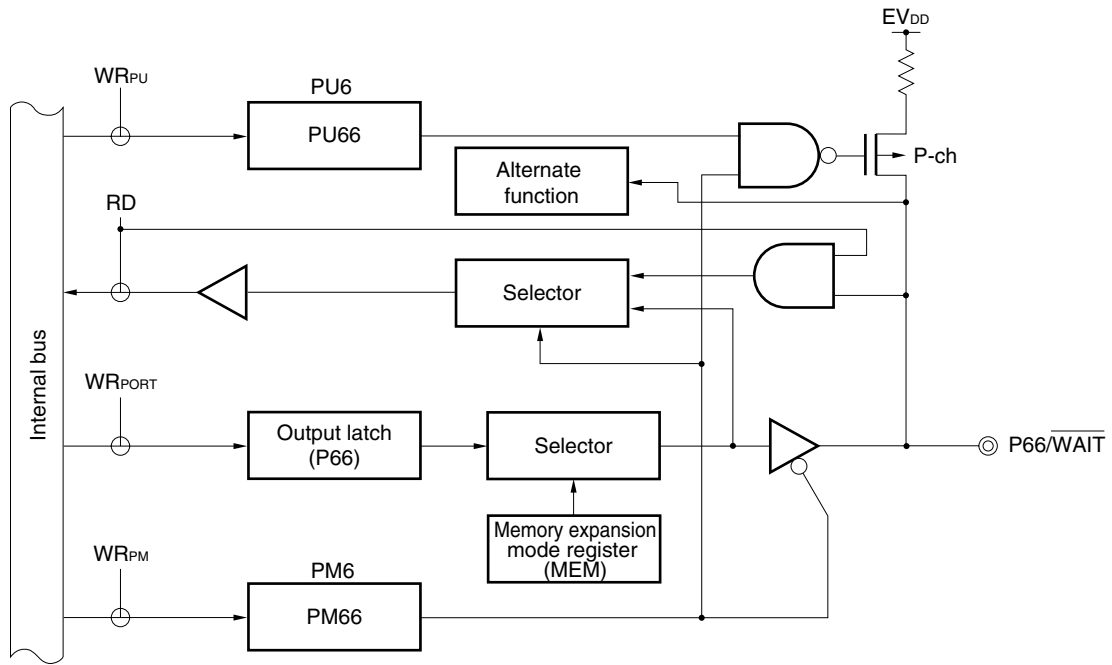 EVDD
WRPU
PU6
PU66
P-ch
Alternate
function
RD
Selector
Internal bus
WRPORT
Output latch
(P66)
Selector
P66/WAIT
Memory expansion
mode register
(MEM)
WRPM
PM6
PM66